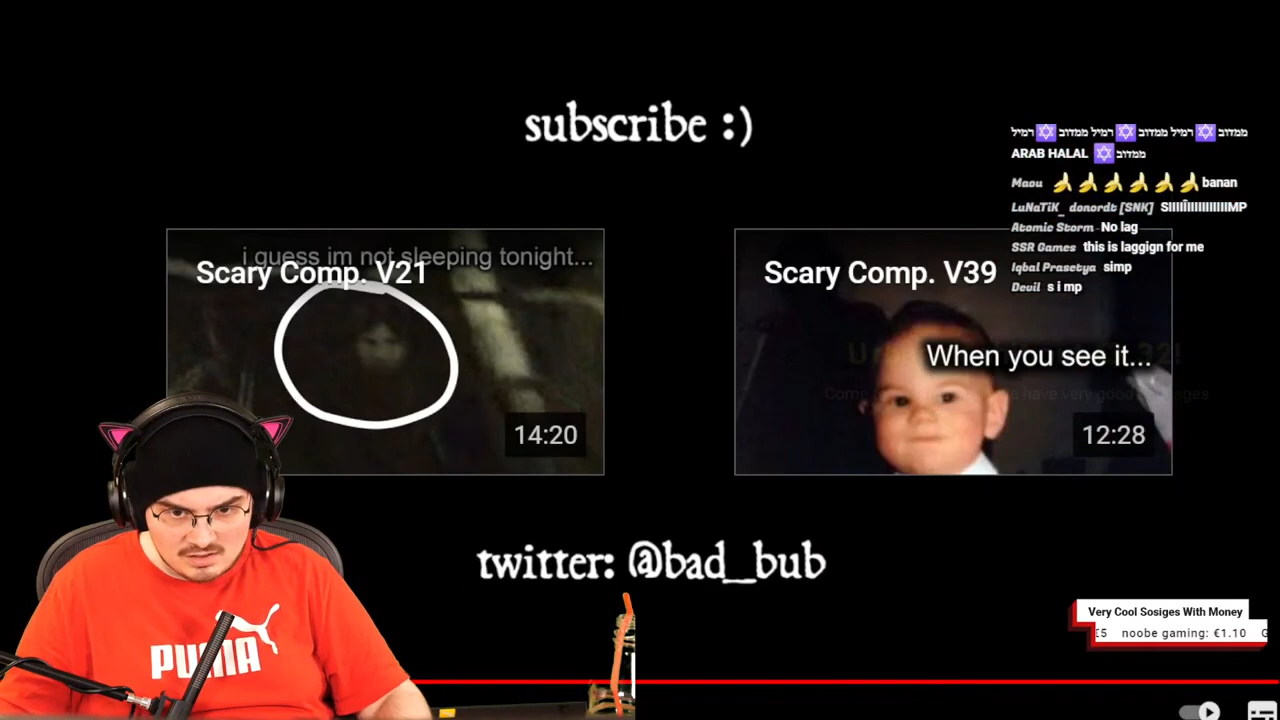 subscribe :)
רמיל✡ממדוב רמיל✡ממדוב רמיל✡ממדוב
ARAB HALAL ✡ממדוב
Maou 🍌🍌🍌🍌🍌🍌banan
LuNaTiK_ donordt [SNK] SIIIIÎIIIIIIIIIIIMP
Atomic Storm No lag
SSR Games this is laggign for me
Iqbal Prasetya simp
Devil s i mp
i guess im not sleeping tonight...
Scary Comp. V21
14:20
Scary Comp. V39
When you see it...
12:28
twitter: @bad_bub
PUMA
Very Cool Sosiges With Money
€5 noobe gaming: €1.10 G